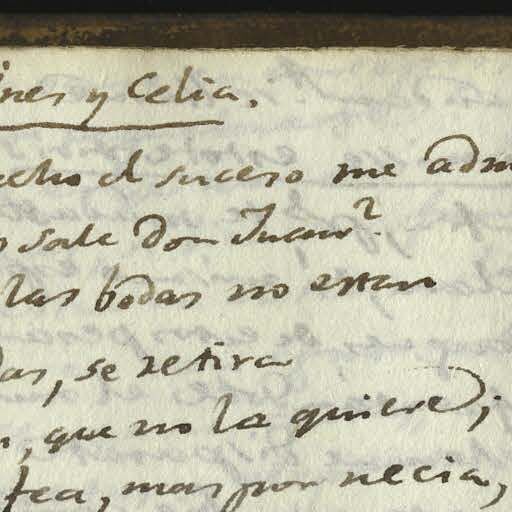 ines y Celia.
echo el suceso me adm
sale don Juan?
las bodas no estan
das, se retira
, que no la quiere;
fea, mas por necia,